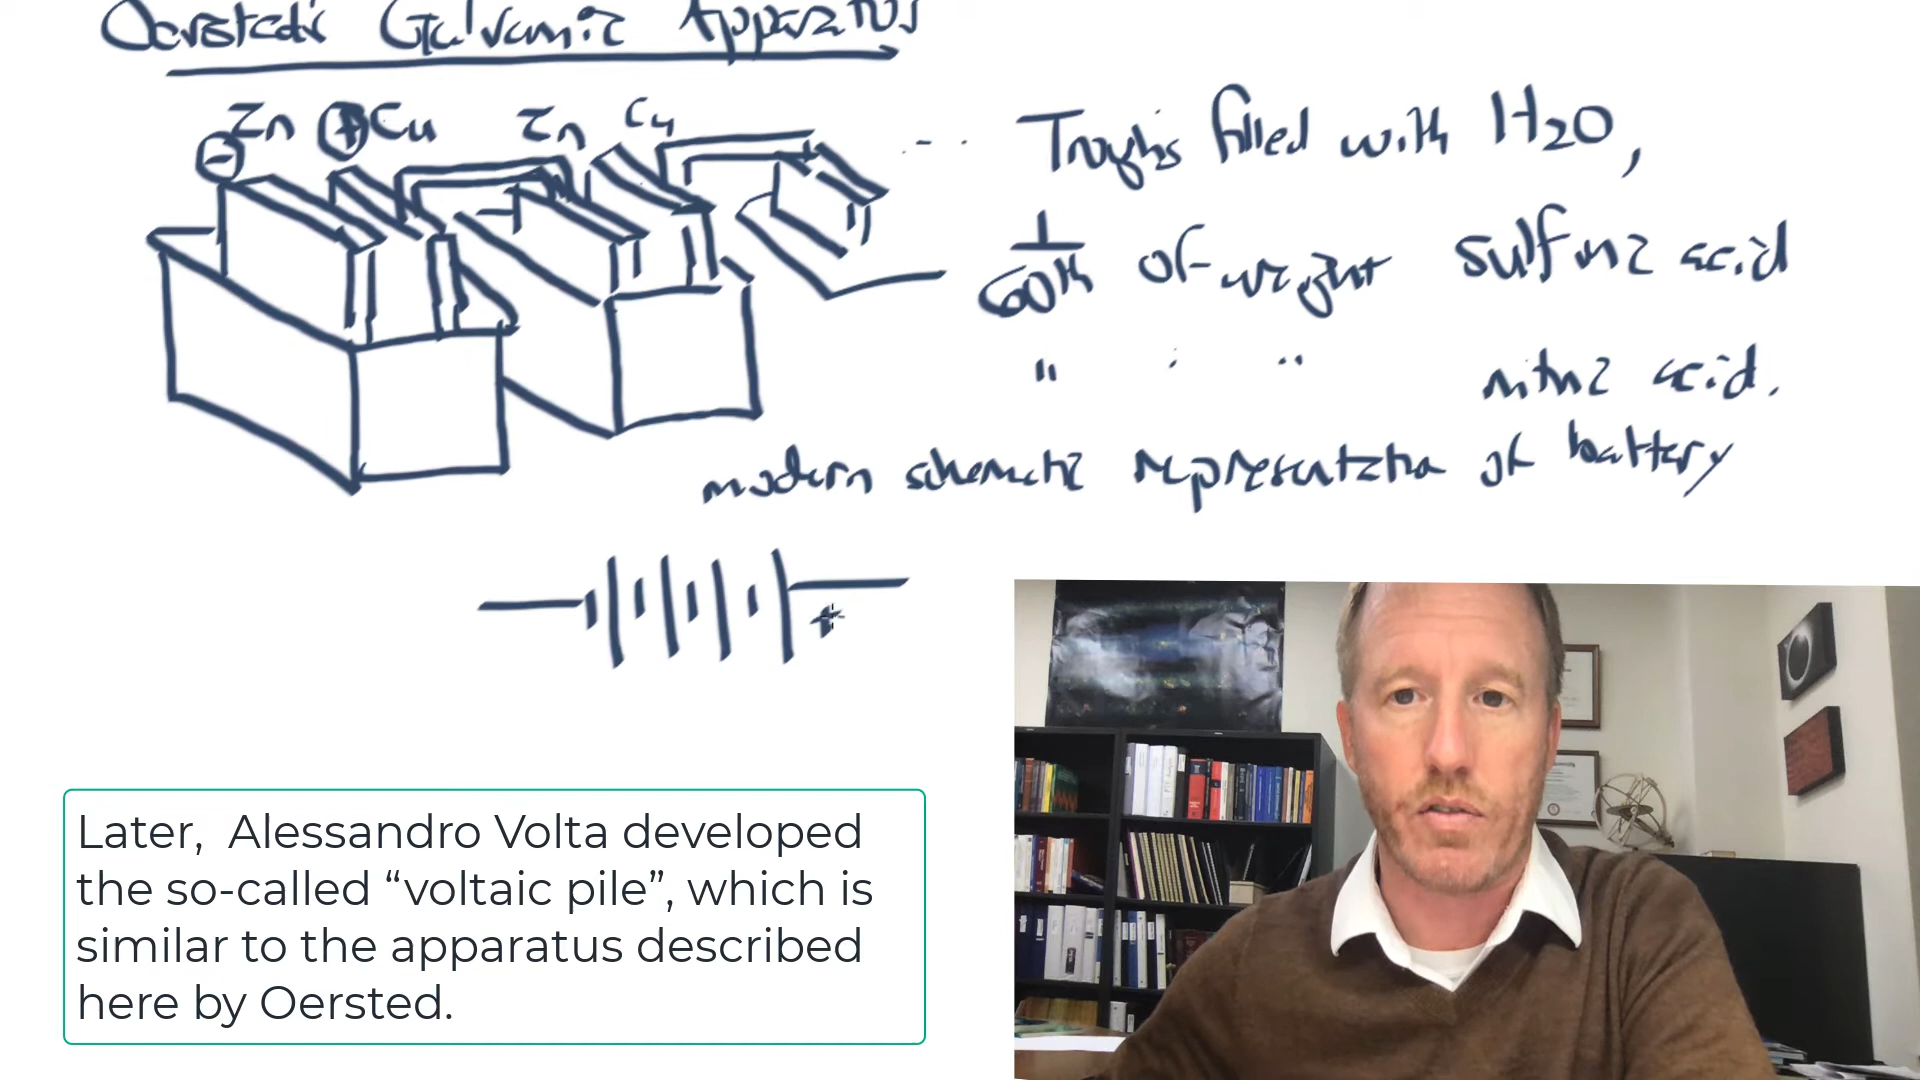 Oersted's Galvanic Apparatus
Zn + Cu Zn Cu
-
... Troughs filled with H2O,
1/60th of weight sulfuric acid
" " " nitric acid.
modern schematic representation of battery
+
Later, Alessandro Volta developed
the so-called “voltaic pile”, which is
similar to the apparatus described
here by Oersted.